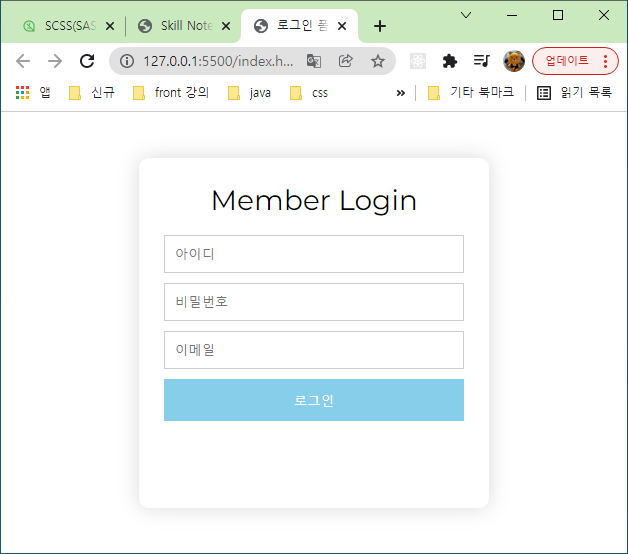 SCSS(SAS
Skill Note
로그인 폼
127.0.0.1:5500/index.h...
업데이트
앱 신규 front 강의 java css » 기타 북마크 읽기 목록
Member Login
아이디
비밀번호
이메일
로그인